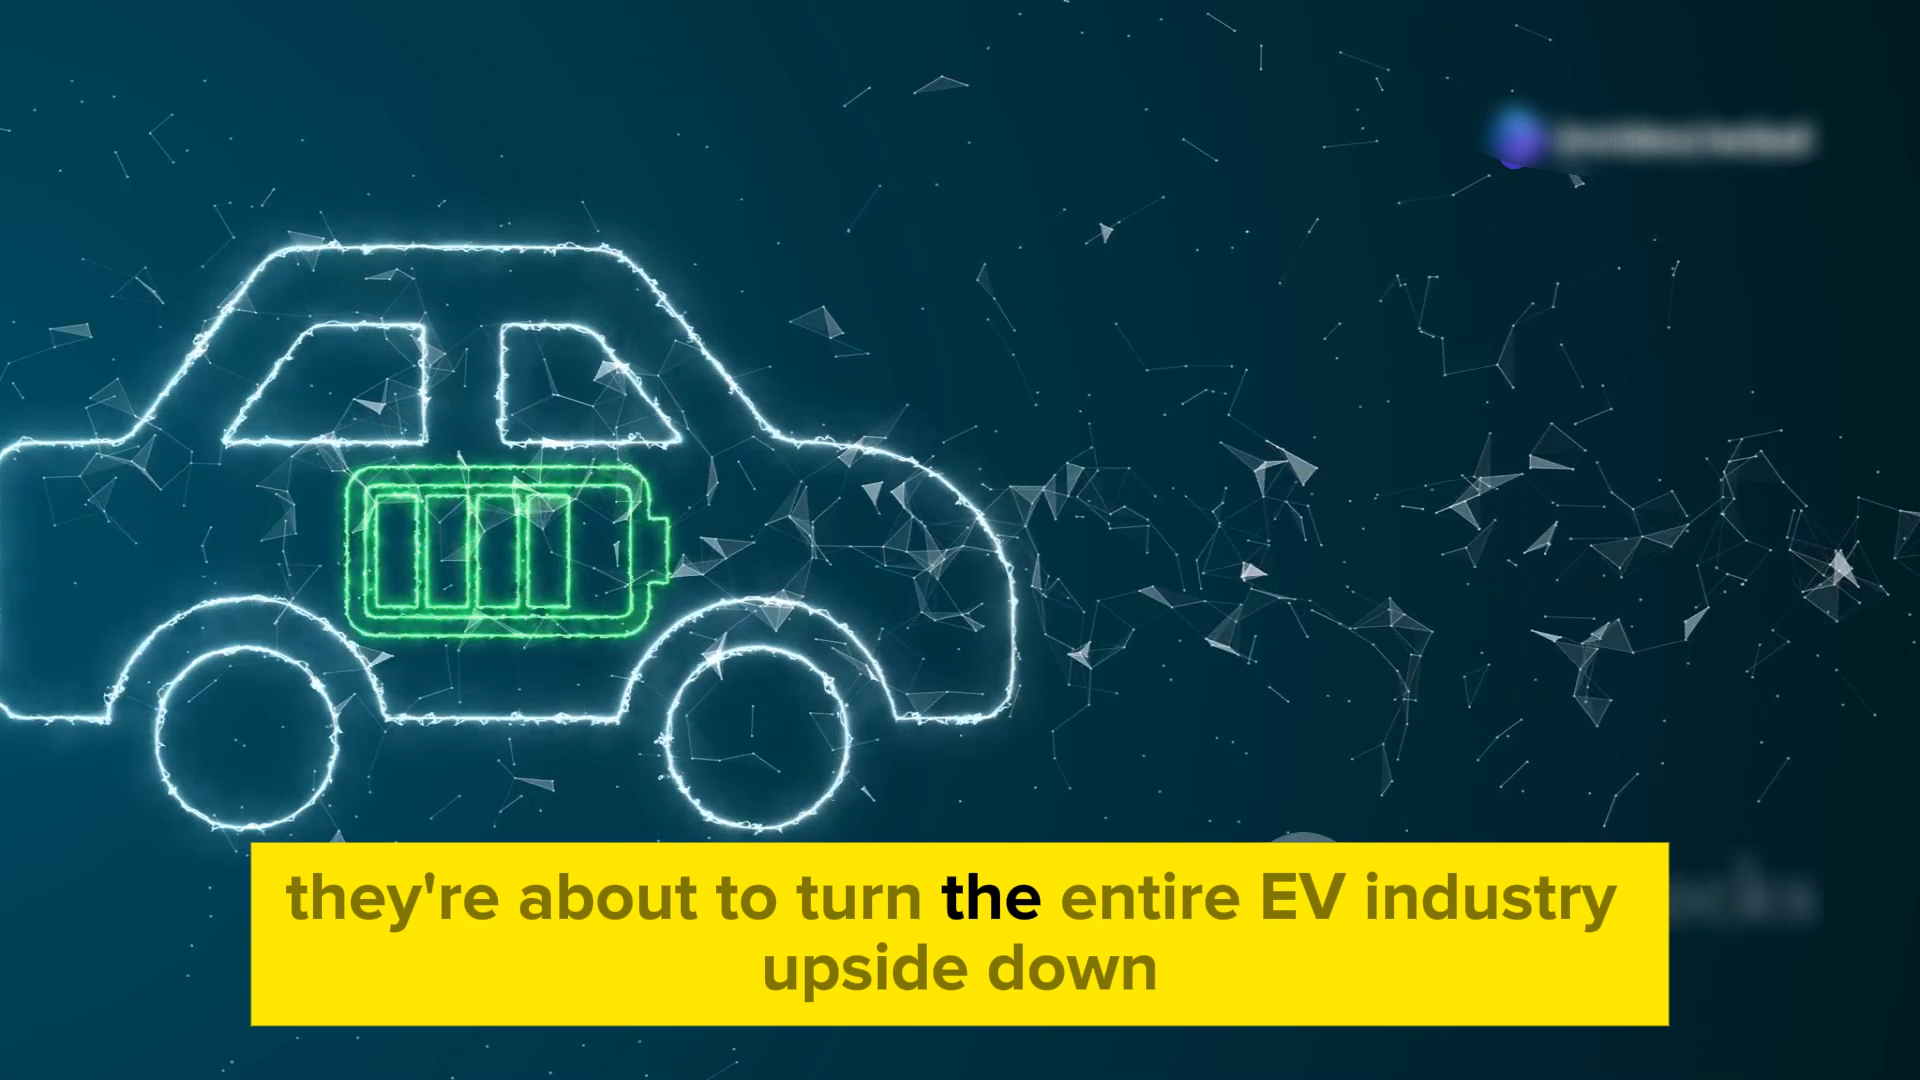 they're about to turn the entire EV industry
upside down